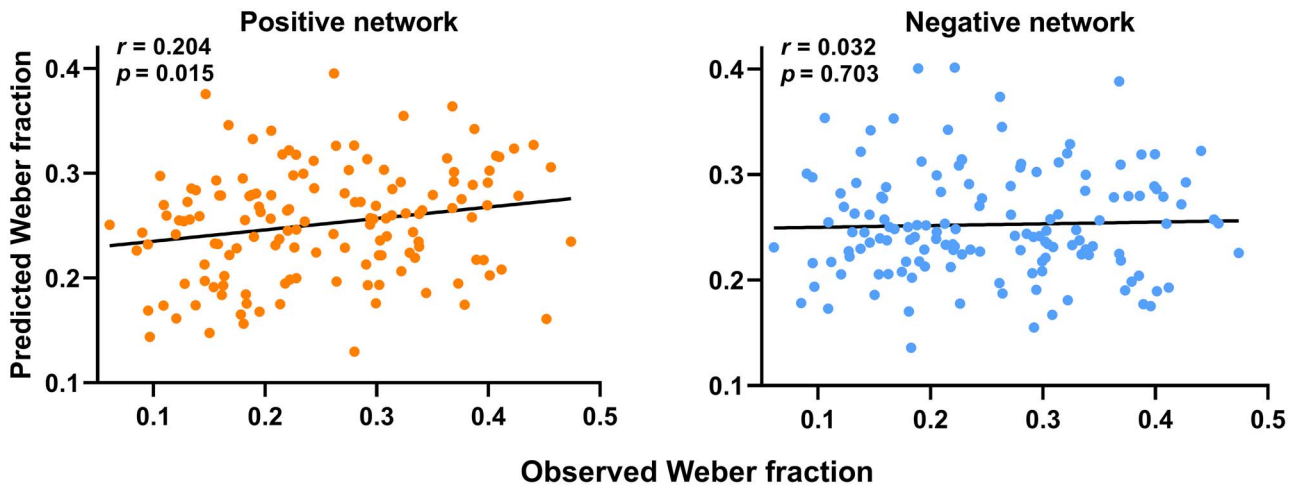 Positive network
r = 0.204
p = 0.015
Predicted Weber fraction
0.4
0.3
0.2
0.1
0.1 0.2 0.3 0.4 0.5
Negative network
r = 0.032
p = 0.703
0.4
0.3
0.2
0.1
0.1 0.2 0.3 0.4 0.5
Observed Weber fraction